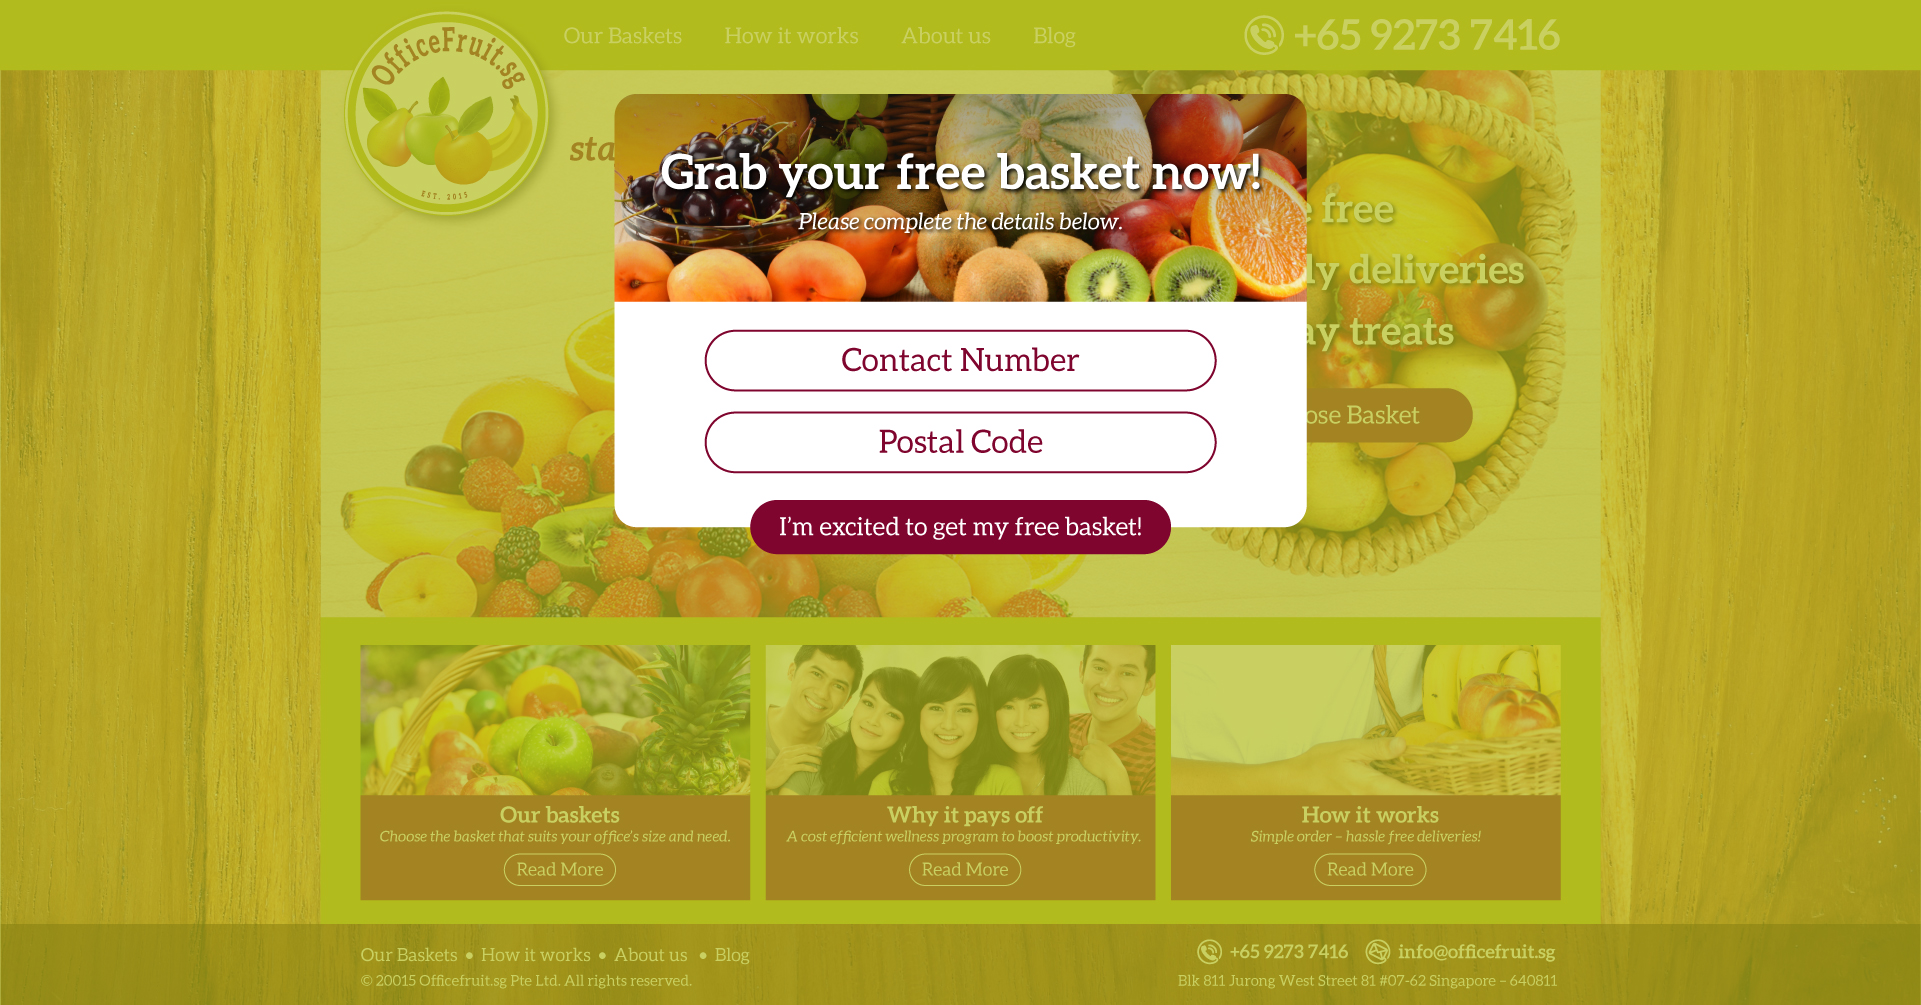 OfficeFruit.sg
EST. 2015
Our Baskets
How it works
About us
Blog
+65 9273 7416
Grab your free basket now!
Please complete the details below.
free
deliveries
treats
Contact Number
Postal Code
Basket
I'm excited to get my free basket!
Our baskets
Choose the basket that suits your office's size and need.
Read More
Why it pays off
A cost efficient wellness program to boost productivity.
Read More
How it works
Simple order – hassle free deliveries!
Read More
Our Baskets • How it works • About us • Blog
© 20015 Officefruit.sg Pte Ltd. All rights reserved.
+65 9273 7416 info@officefruit.sg
Blk 811 Jurong West Street 81 #07-62 Singapore – 640811